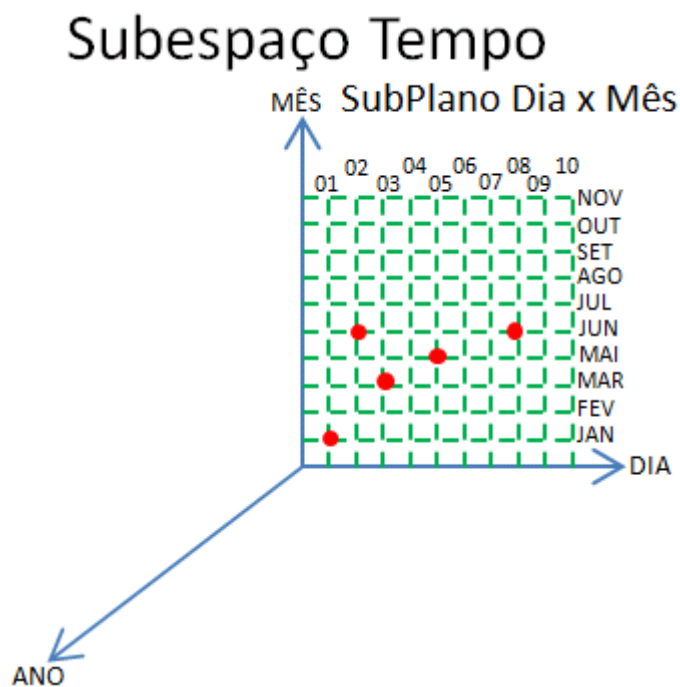 Subespaço Tempo
MÊS SubPlano Dia x Mês
01 02 03 04 05 06 07 08 09 10
NOV
OUT
SET
AGO
JUL
JUN
MAI
MAR
FEV
JAN
DIA
ANO